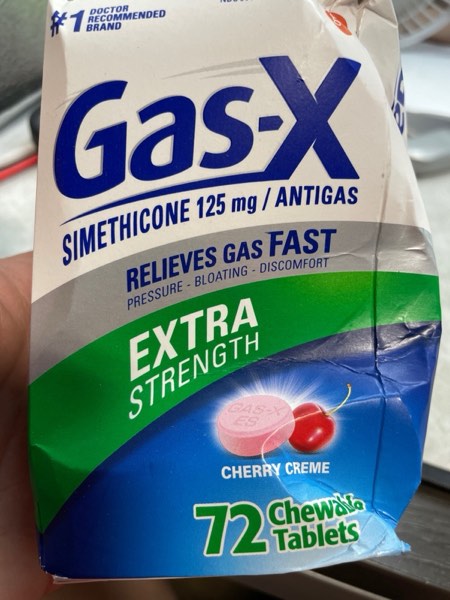 #1 DOCTOR
RECOMMENDED
BRAND
Gas-X
SIMETHICONE 125 mg / ANTIGAS
RELIEVES GAS FAST
PRESSURE - BLOATING - DISCOMFORT
EXTRA
STRENGTH
GAS-X
ES
CHERRY CREME
72 Chewable
Tablets